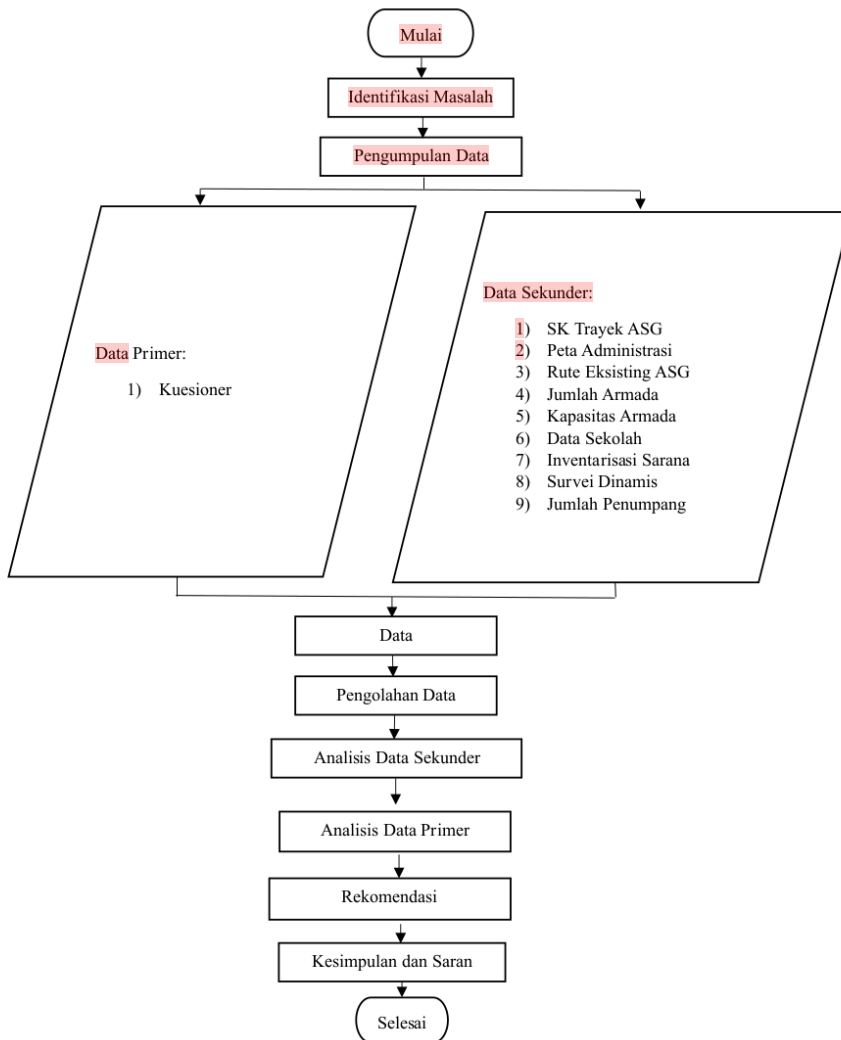 Mulai
Identifikasi Masalah
Pengumpulan Data
Data Primer:
1) Kuesioner
Data Sekunder:
1) SK Trayek ASG
2) Peta Administrasi
3) Rute Eksisting ASG
4) Jumlah Armada
5) Kapasitas Armada
6) Data Sekolah
7) Inventarisasi Sarana
8) Survei Dinamis
9) Jumlah Penumpang
Data
Pengolahan Data
Analisis Data Sekunder
Analisis Data Primer
Rekomendasi
Kesimpulan dan Saran
Selesai